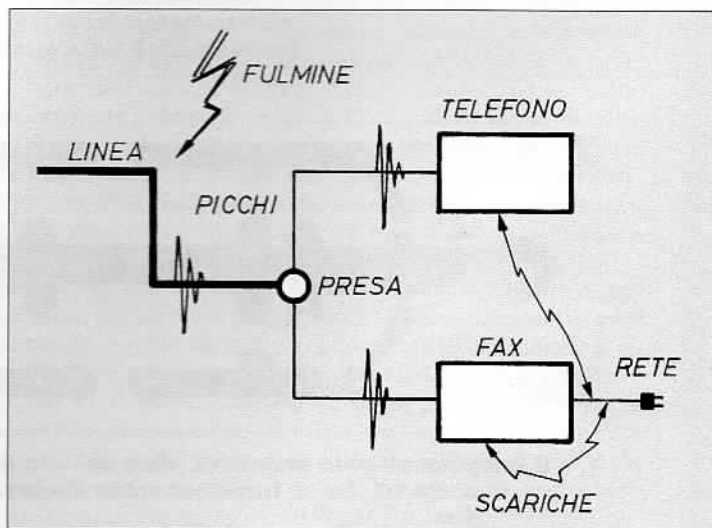 FULMINE
TELEFONO
LINEA
PICCHI
PRESA
FAX
RETE
SCARICHE